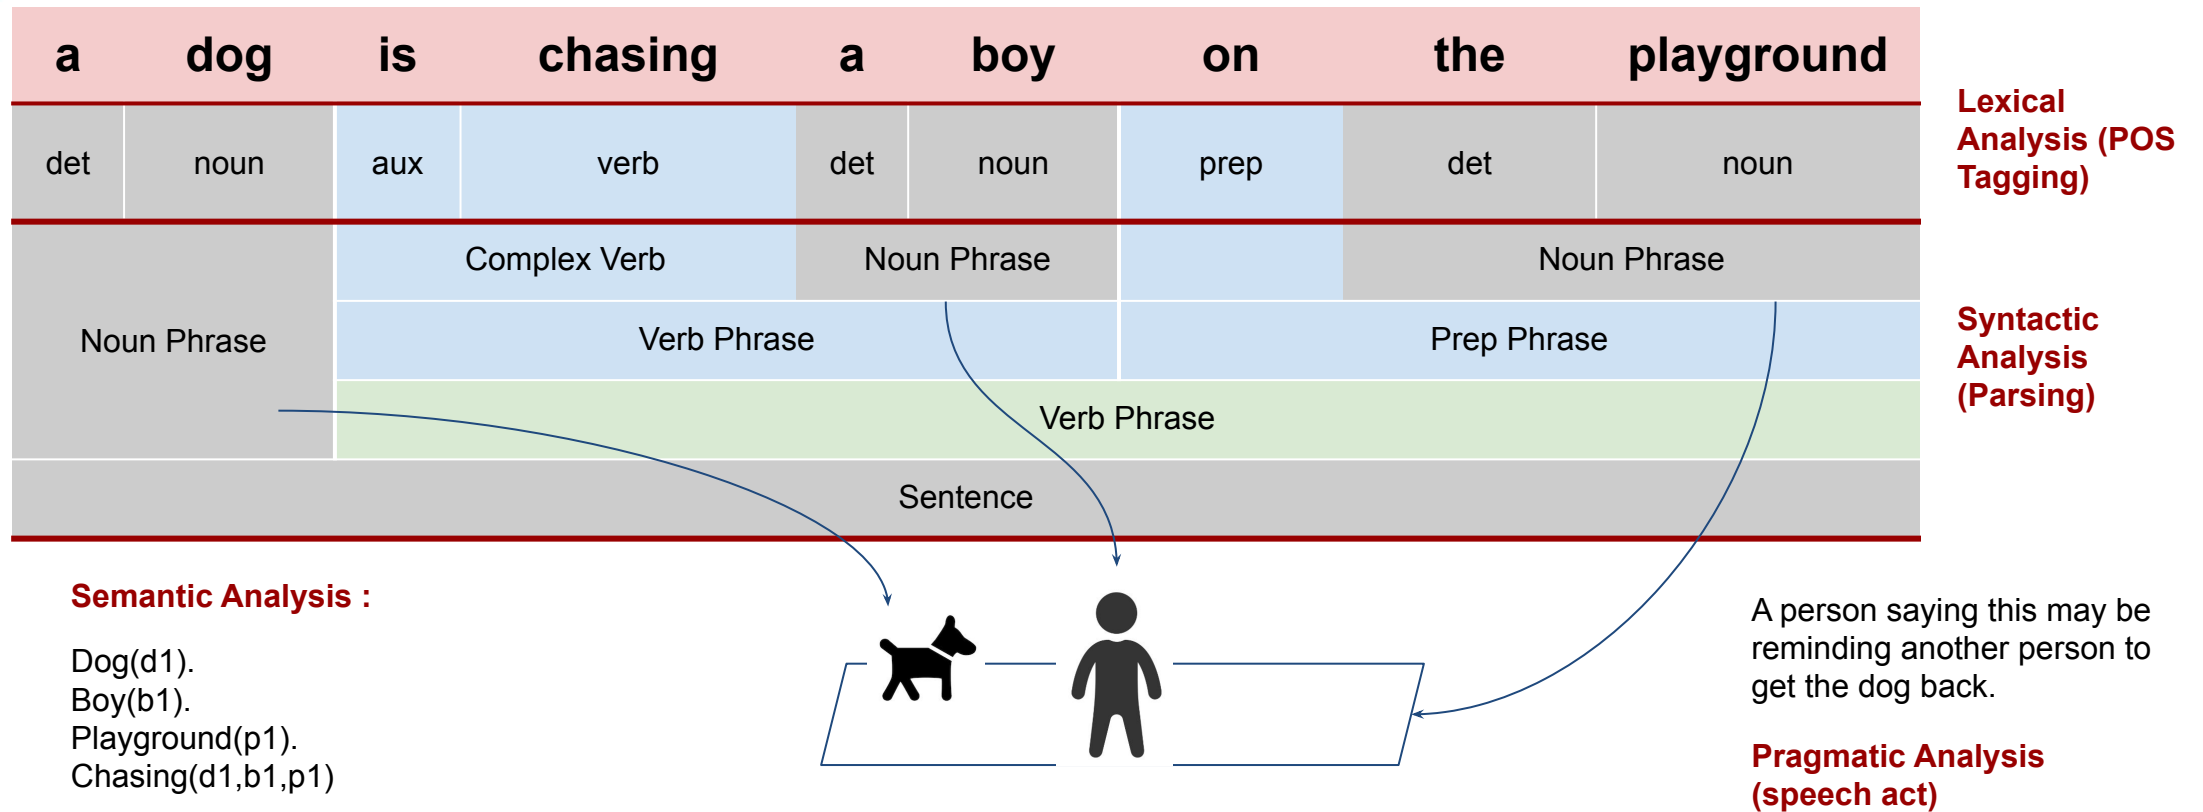 a dog is chasing a boy on the playground
det noun aux verb det noun prep det noun
Lexical
Analysis (POS
Tagging)
Complex Verb Noun Phrase Noun Phrase
Noun Phrase Verb Phrase Prep Phrase
Verb Phrase
Sentence
Syntactic
Analysis
(Parsing)
Semantic Analysis :
Dog(d1).
Boy(b1).
Playground(p1).
Chasing(d1,b1,p1)
A person saying this may be
reminding another person to
get the dog back.
Pragmatic Analysis
(speech act)